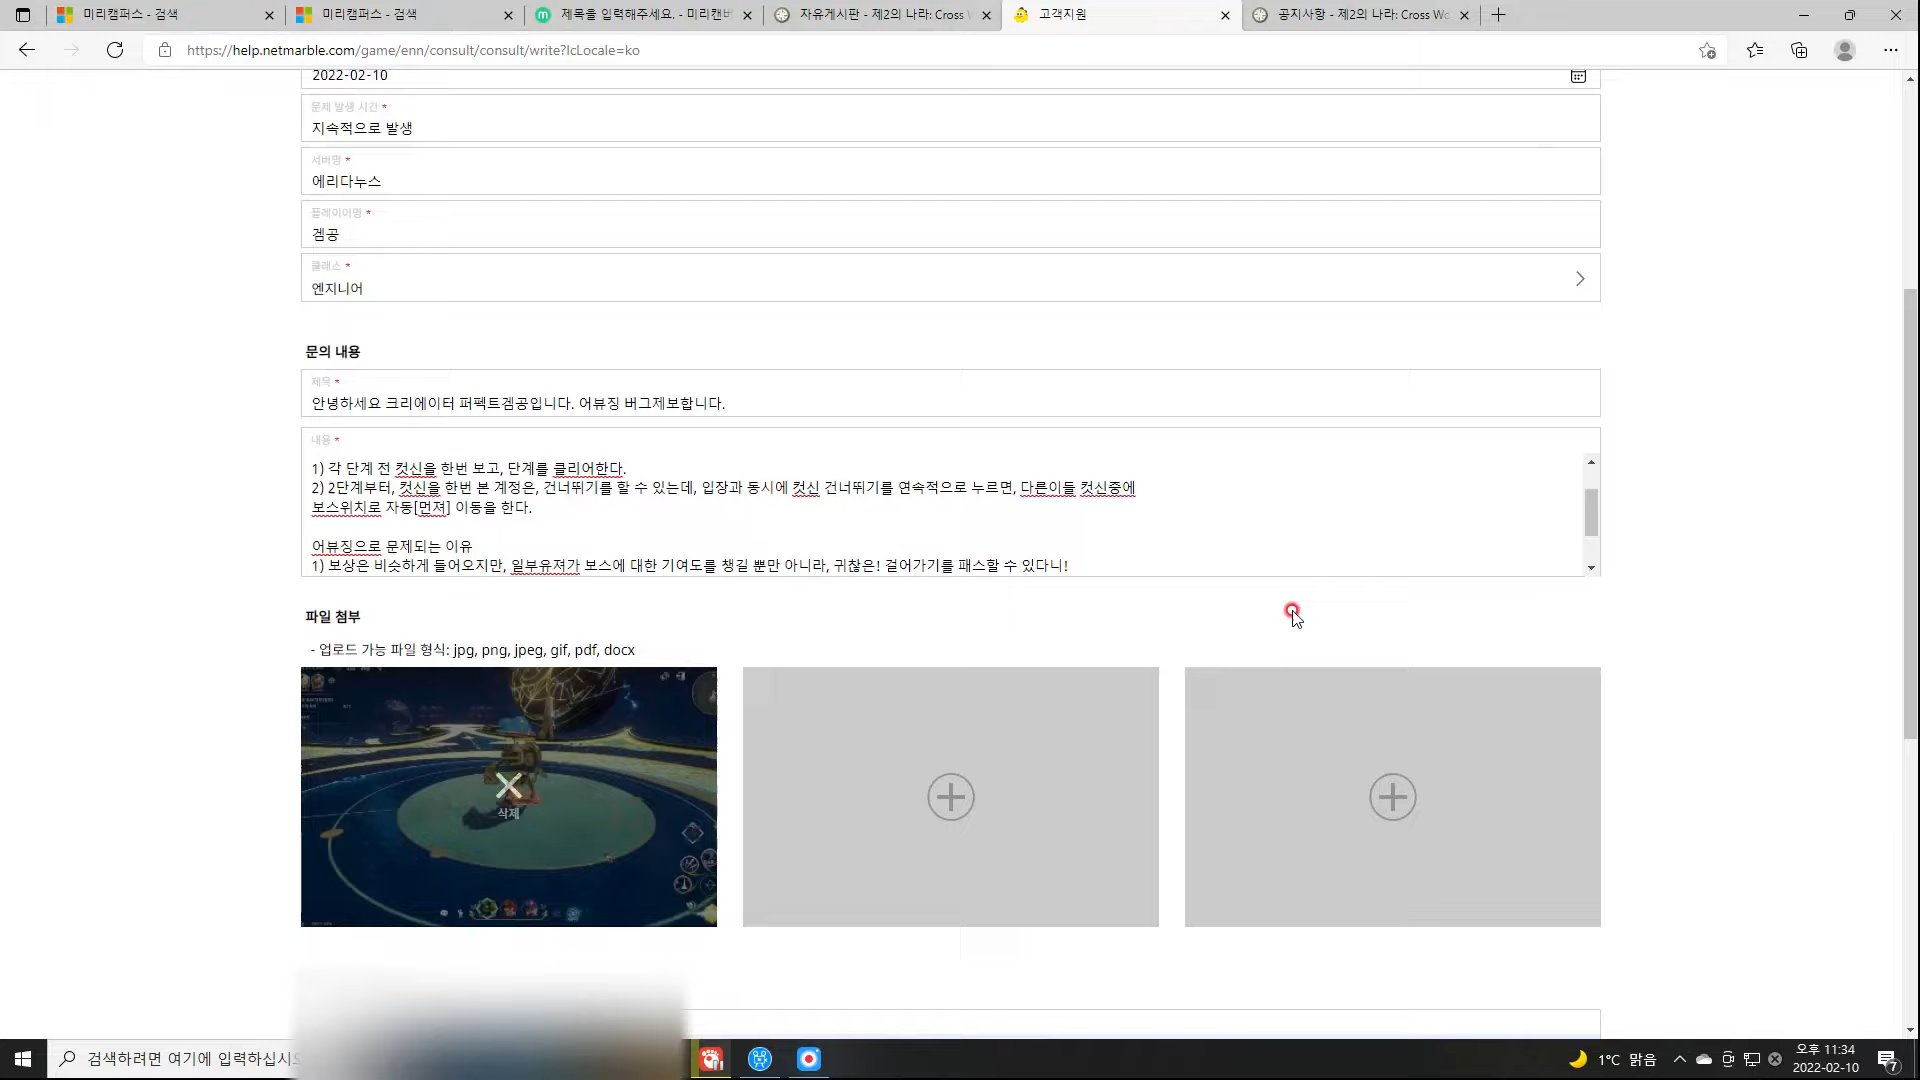 미리캠퍼스 - 검색
미리캠퍼스 - 검색
제목을 입력해주세요. - 미리캔버
자유게시판 - 제2의 나라: Cross W
고객지원
공지사항 - 제2의 나라: Cross Wo
https://help.netmarble.com/game/enn/consult/consult/write?lcLocale=ko
2022-02-10
문제 발생 시간 *
지속적으로 발생
서버명 *
에리다누스
플레이어명 *
겜공
클래스 *
엔지니어
문의 내용
제목 *
안녕하세요 크리에이터 퍼펙트겜공입니다. 어뷰징 버그제보합니다.
내용 *
1) 각 단계 전 컷신을 한번 보고, 단계를 클리어한다.
2) 2단계부터, 컷신을 한번 본 계정은, 건너뛰기를 할 수 있는데, 입장과 동시에 컷신 건너뛰기를 연속적으로 누르면, 다른이들 컷신중에
보스위치로 자동[먼져] 이동을 한다.
어뷰징으로 문제되는 이유
1) 보상은 비슷하게 들어오지만, 일부유져가 보스에 대한 기여도를 챙길 뿐만 아니라, 귀찮은! 걸어가기를 패스할 수 있다니!
파일 첨부
- 업로드 가능 파일 형식: jpg, png, jpeg, gif, pdf, docx
삭제
검색하려면 여기에 입력하십시오
1°C 맑음
오후 11:34
2022-02-10
7